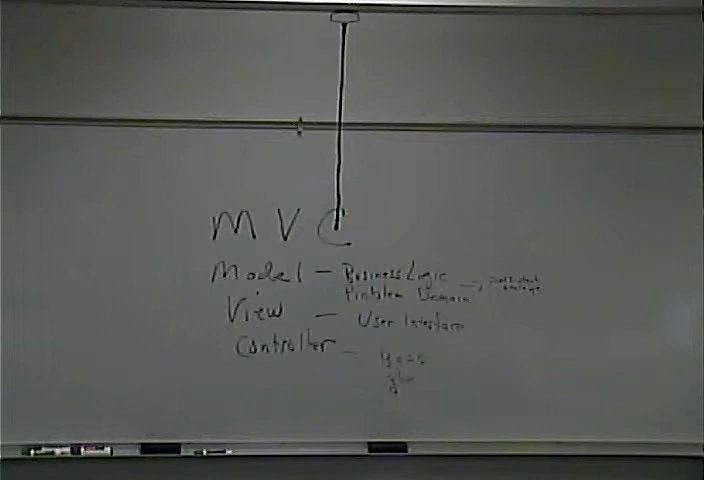 MVC
Model - Business Logic
Problem Domain →
View - User Interface
Controller -